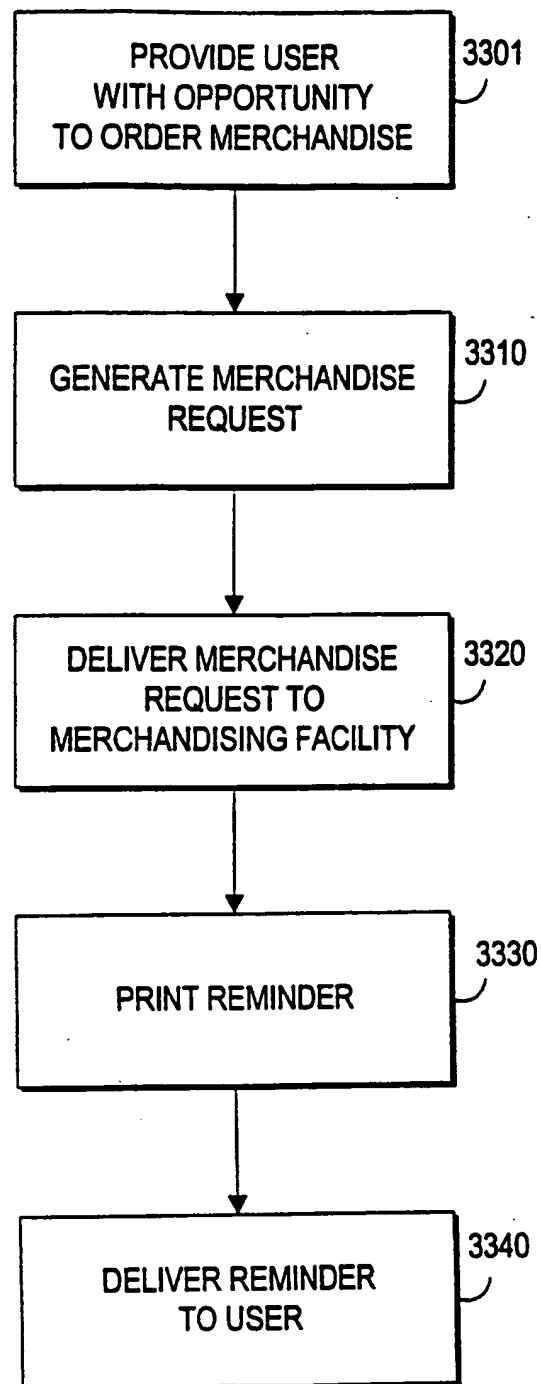 PROVIDE USER
WITH OPPORTUNITY
TO ORDER MERCHANDISE
3301
GENERATE MERCHANDISE
REQUEST
3310
DELIVER MERCHANDISE
REQUEST TO
MERCHANDISING FACILITY
3320
PRINT REMINDER
3330
DELIVER REMINDER
TO USER
3340